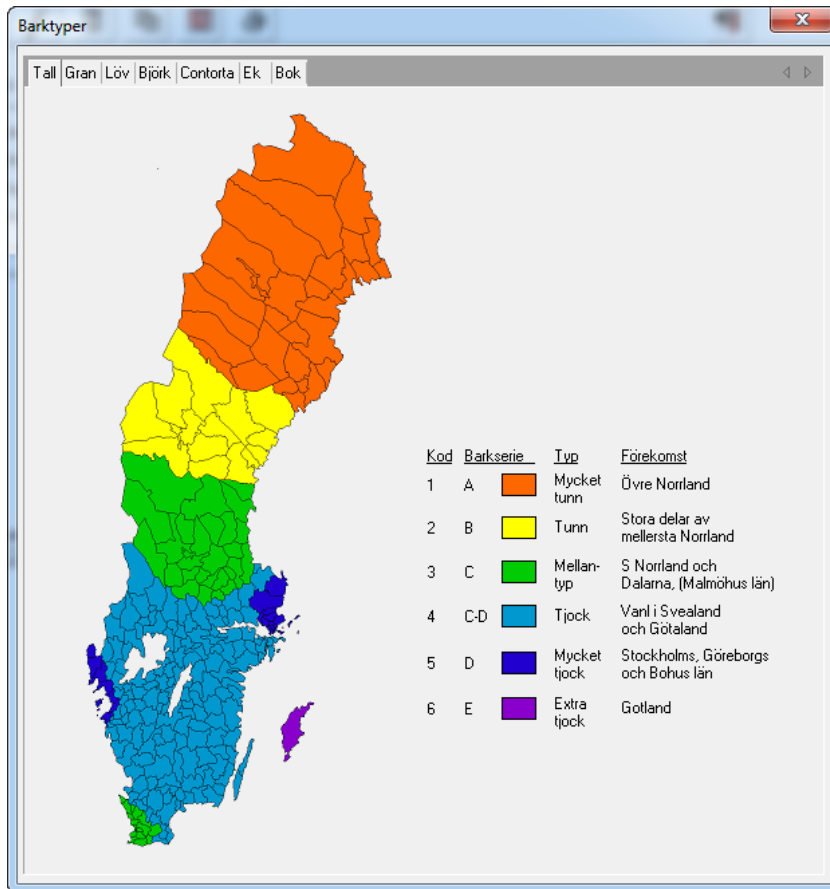 Barktyper
Tall Gran Löv Björk Contorta Ek Bok
Kod Barkserie Typ Förekomst
1 A Mycket tunn Övre Norrland
2 B Tunn Stora delar av mellersta Norrland
3 C Mellan-typ S Norrland och Dalarna, (Malmöhus län)
4 C-D Tjock Vanl i Svealand och Götaland
5 D Mycket tjock Stockholms, Göreborgs och Bohus län
6 E Extra tjock Gotland